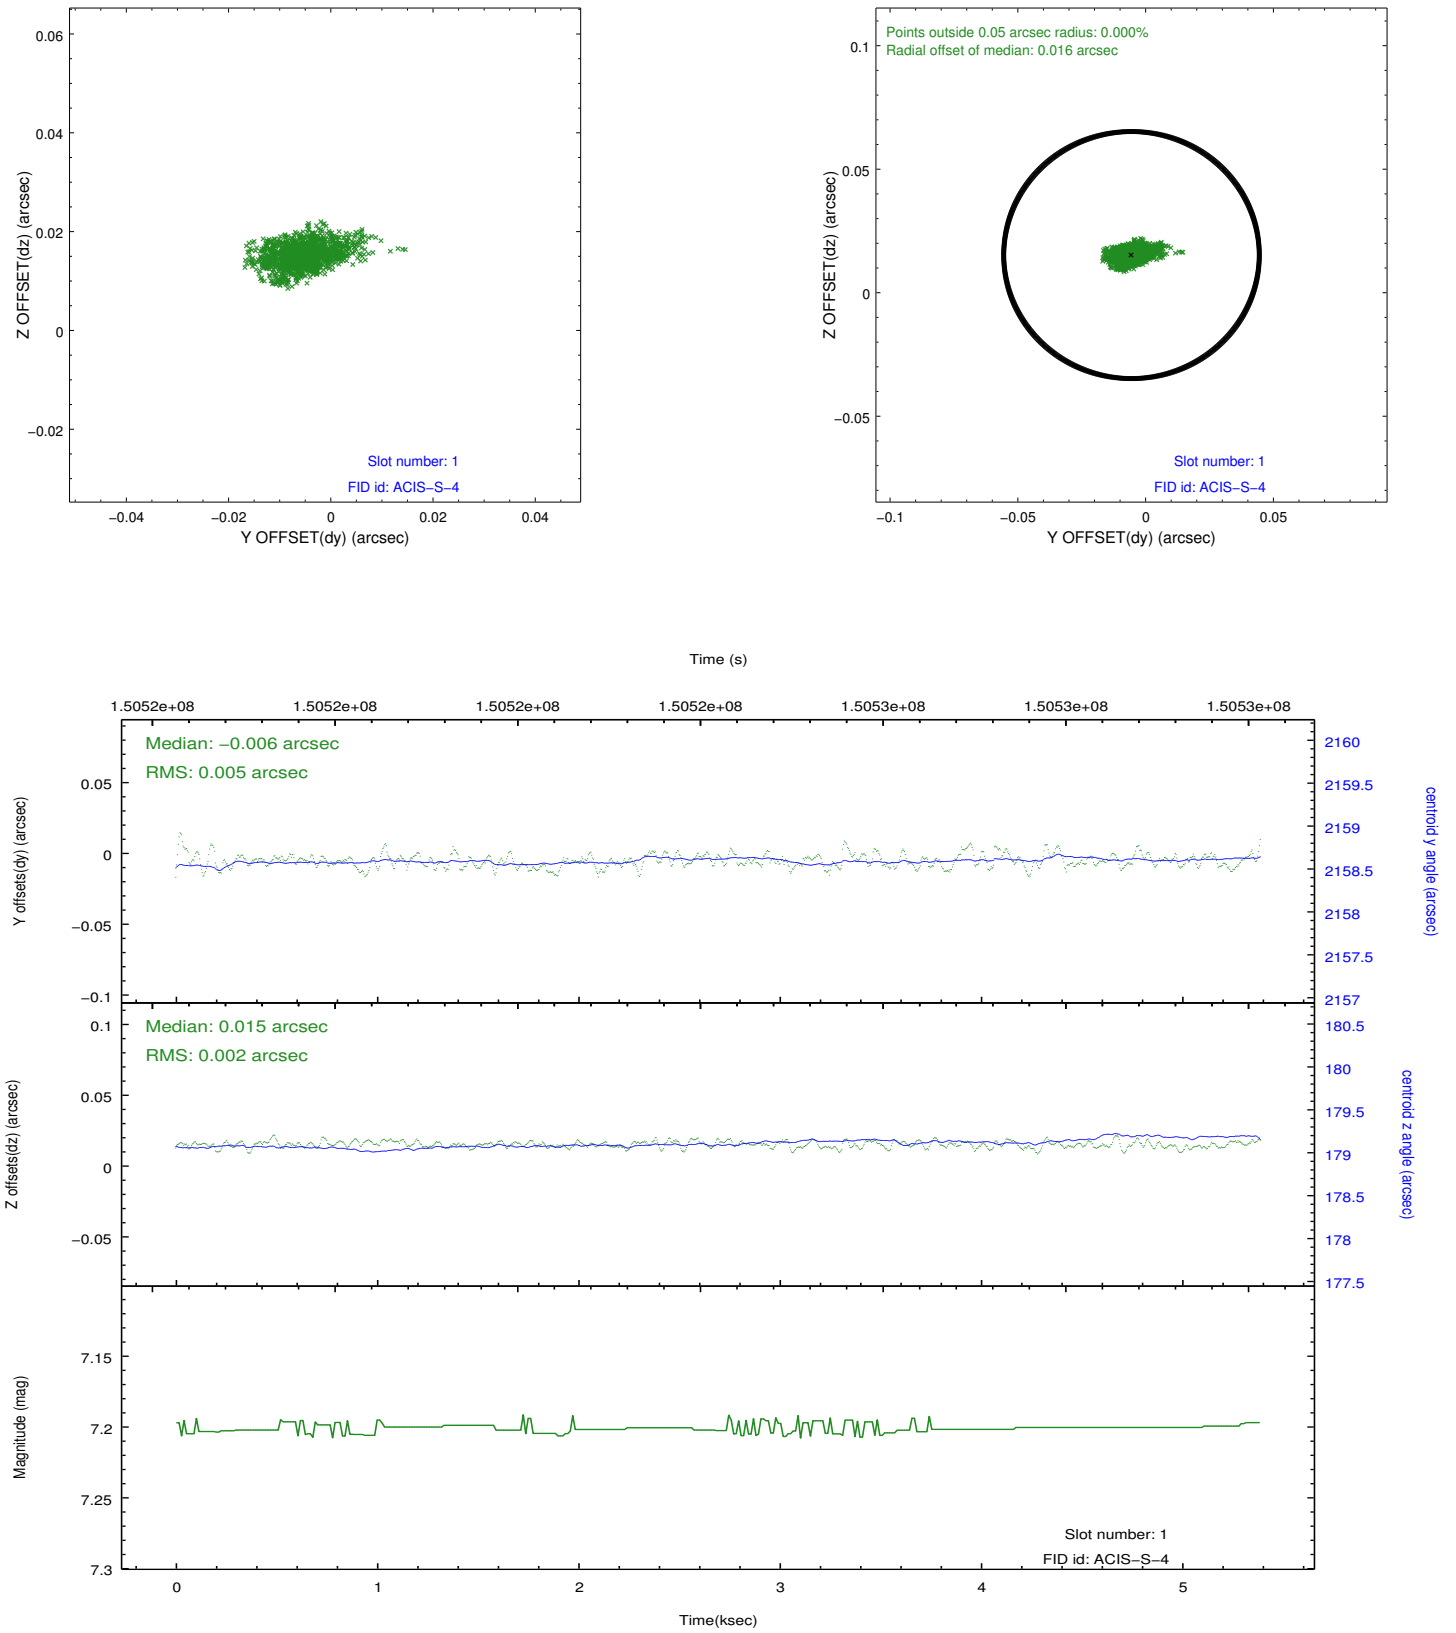 0.06
0.04
0.02
0
−0.02
Z OFFSET(dz) (arcsec)
Slot number: 1
FID id: ACIS−S−4
−0.04
−0.02
0
0.02
0.04
Y OFFSET(dy) (arcsec)
Points outside 0.05 arcsec radius: 0.000%
Radial offset of median: 0.016 arcsec
0.1
0.05
0
−0.05
Z OFFSET(dz) (arcsec)
Slot number: 1
FID id: ACIS−S−4
−0.1
−0.05
0
0.05
Y OFFSET(dy) (arcsec)
Time (s)
1.5052e+08
1.5052e+08
1.5052e+08
1.5052e+08
1.5053e+08
1.5053e+08
1.5053e+08
Median: −0.006 arcsec
RMS: 0.005 arcsec
0.05
0
−0.05
−0.1
Y offsets(dy) (arcsec)
2160
2159.5
2159
2158.5
2158
2157.5
2157
centroid y angle (arcsec)
Median: 0.015 arcsec
RMS: 0.002 arcsec
0.1
0.05
0
−0.05
Z offsets(dz) (arcsec)
180.5
180
179.5
179
178.5
178
177.5
centroid z angle (arcsec)
7.15
7.2
7.25
7.3
Magnitude (mag)
Slot number: 1
FID id: ACIS−S−4
0
1
2
3
4
5
Time(ksec)